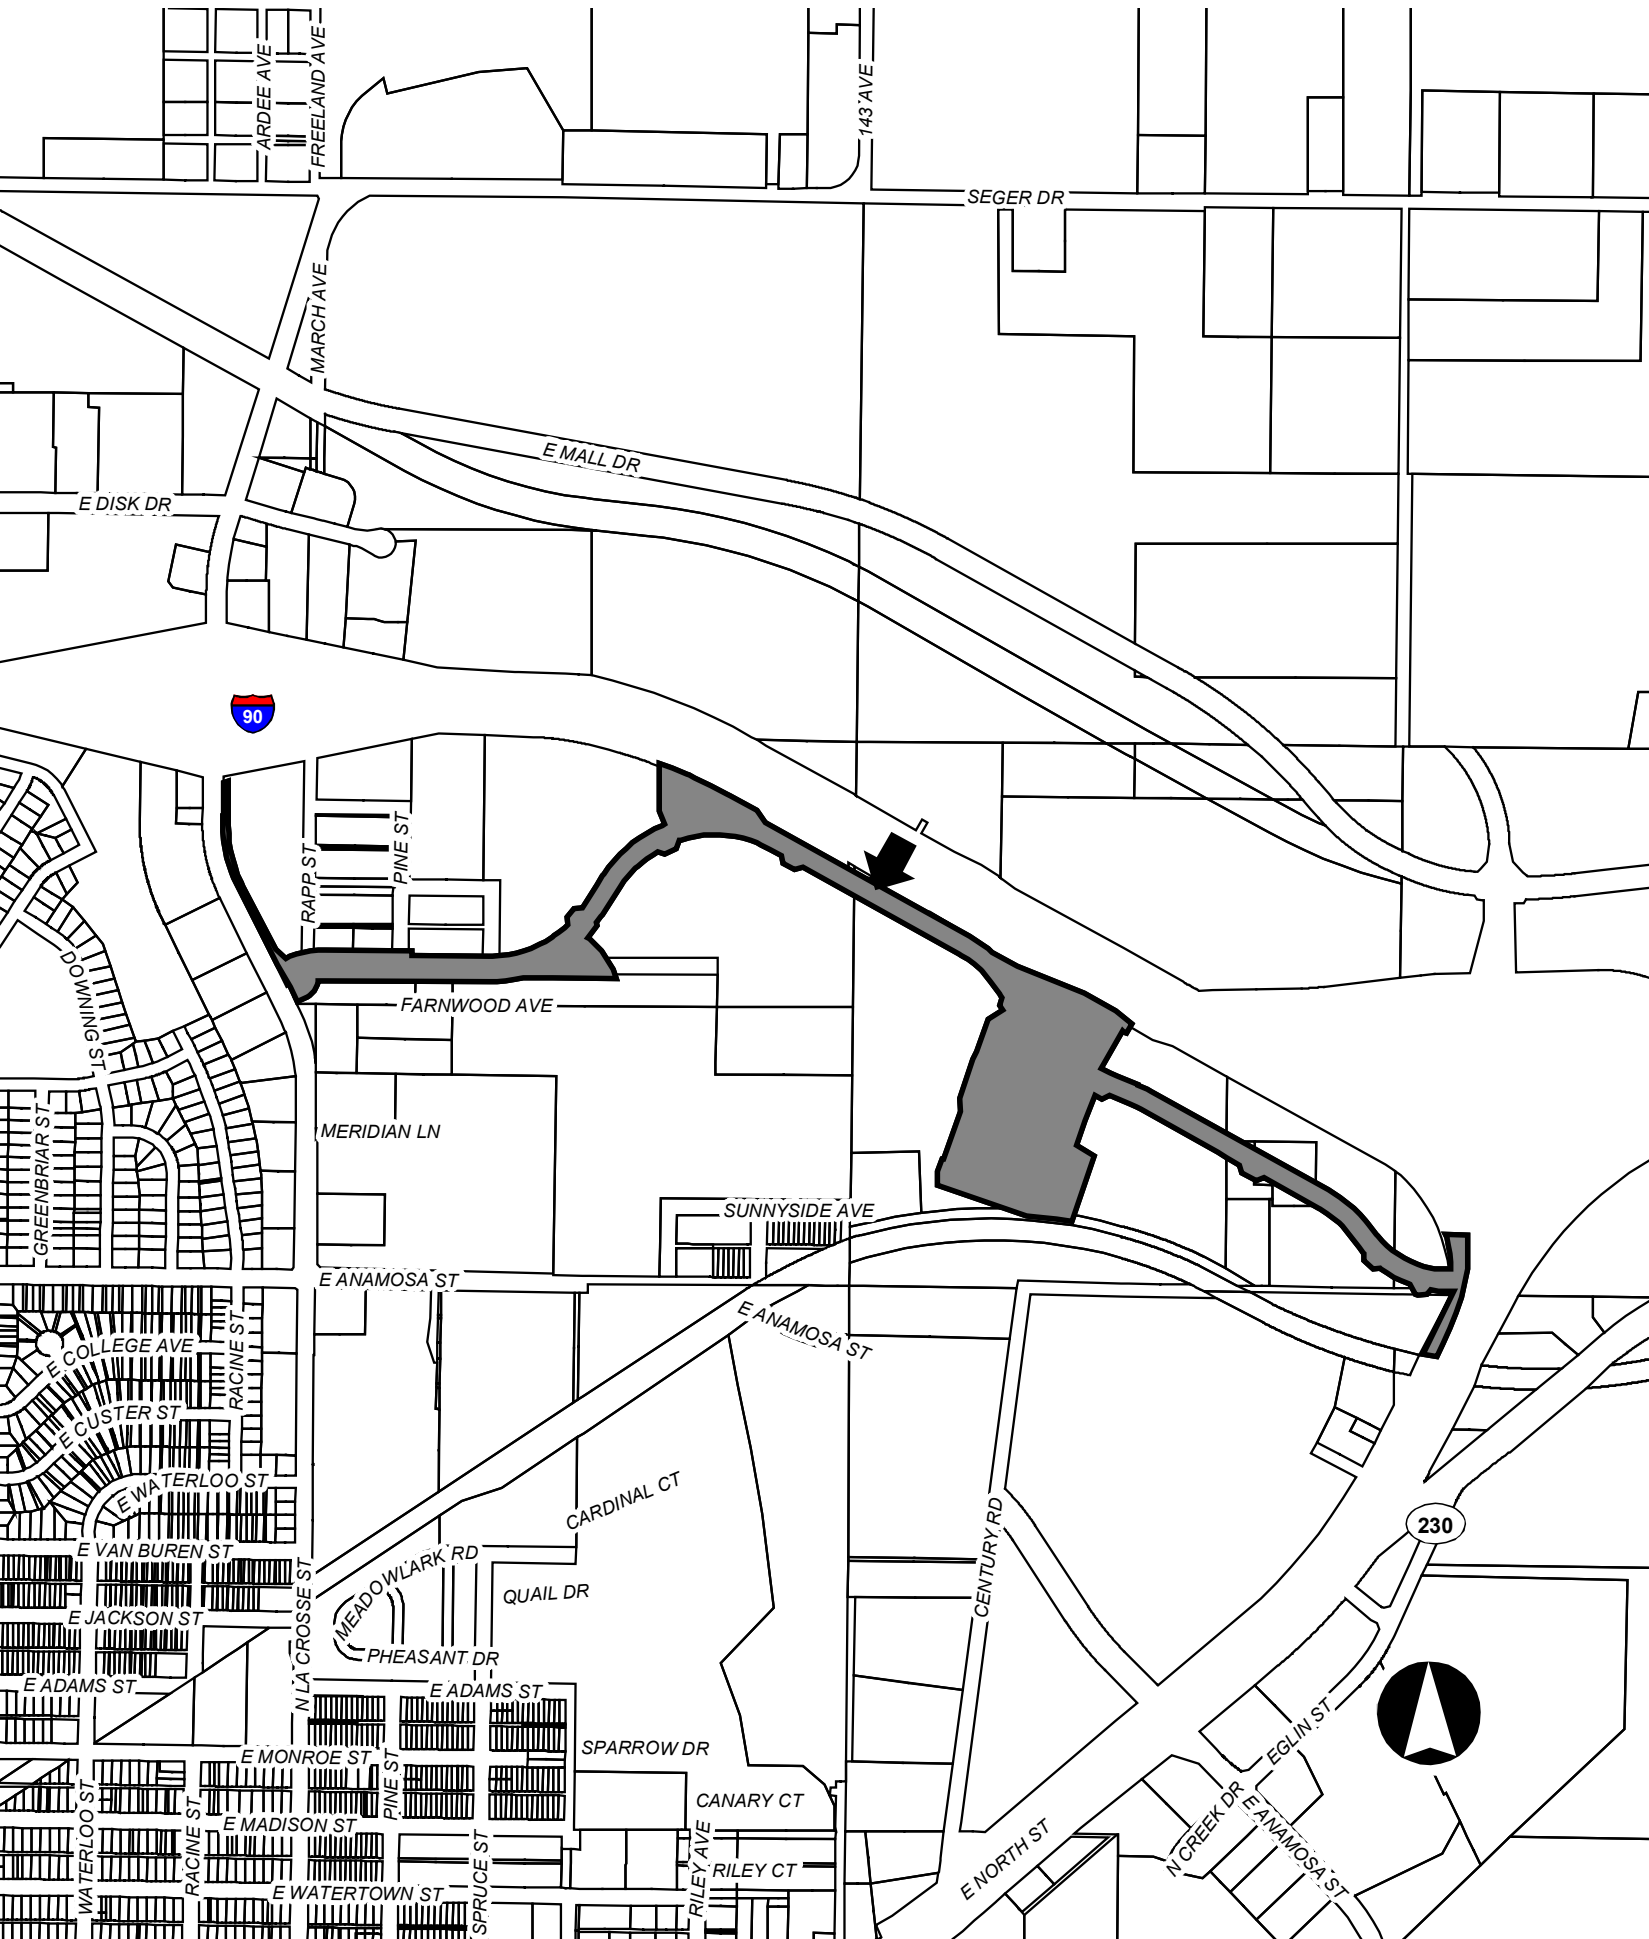 ARDEE AVE
FREELAND AVE
143 AVE
SEGER DR
MARCH AVE
E MALL DR
E DISK DR
90
PINE ST
RAPP ST
DOWNING ST
FARNWOOD AVE
GREENBRIAR ST
MERIDIAN LN
SUNNYSIDE AVE
E ANAMOSA ST
E ANAMOSA ST
RACINE ST
E COLLEGE AVE
E CUSTER ST
E WATERLOO ST
CARDINAL CT
CENTURY RD
230
E VAN BUREN ST
MEADOWLARK RD
QUAIL DR
E JACKSON ST
N LA CROSSE ST
PHEASANT DR
E ADAMS ST
E ADAMS ST
EGLIN ST
E MONROE ST
SPARROW DR
PINE ST
WATERLOO ST
RACINE ST
CANARY CT
N CREEK DR
E ANAMOSA ST
E MADISON ST
SPRUCE ST
RILEY AVE
RILEY CT
E NORTH ST
E WATERTOWN ST